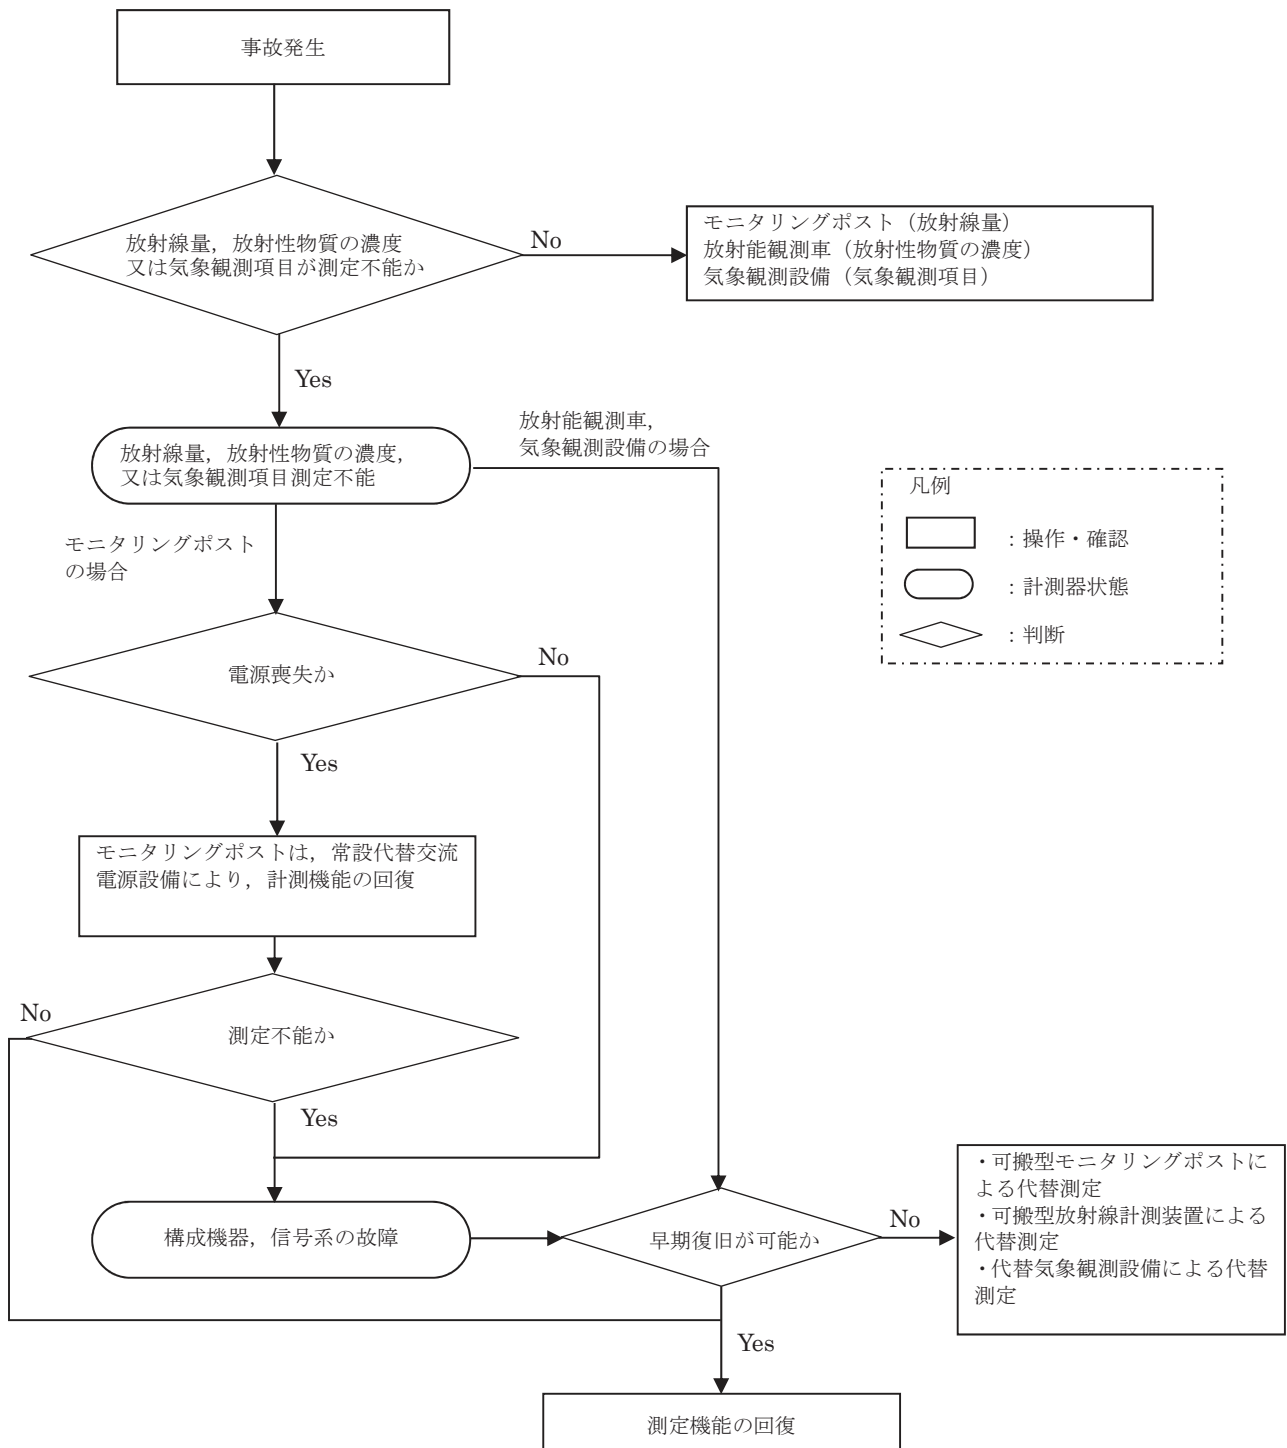 事故発生
放射線量，放射性物質の濃度
又は気象観測項目が測定不能か
No
モニタリングポスト（放射線量）
放射能観測車（放射性物質の濃度）
気象観測設備（気象観測項目）
Yes
放射線量，放射性物質の濃度，
又は気象観測項目測定不能
放射能観測車，
気象観測設備の場合
凡例
：操作・確認
：計測器状態
：判断
モニタリングポスト
の場合
電源喪失か
No
Yes
モニタリングポストは，常設代替交流
電源設備により，計測機能の回復
No
測定不能か
Yes
構成機器，信号系の故障
早期復旧が可能か
No
・可搬型モニタリングポストに
よる代替測定
・可搬型放射線計測装置による
代替測定
・代替気象観測設備による代替
測定
Yes
測定機能の回復